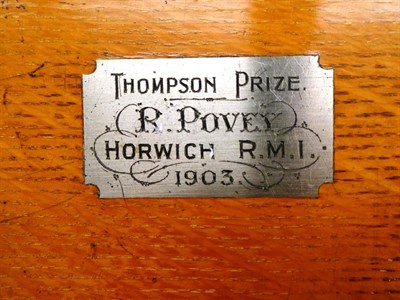 THOMPSON PRIZE.
R. POVEY
HORWICH R.M.I.
1903.